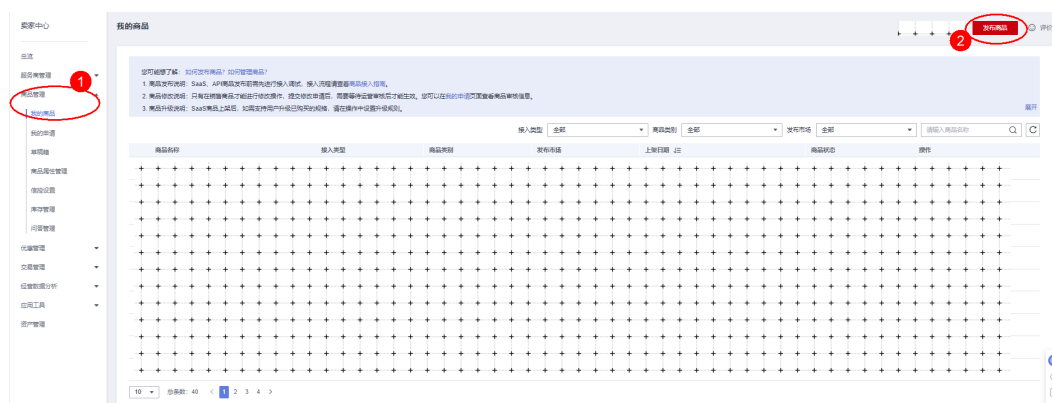 卖家中心
我的商品
发布商品
评价
2
总览
服务商管理
1
商品管理
我的商品
我的申请
草稿箱
商品属性管理
值控设置
库存管理
问答管理
优惠管理
交易管理
经营数据分析
应用工具
资产管理
您可能想了解: 如何发布商品? 如何管理商品?
1. 商品发布说明: SaaS、API商品发布前需先进行接入调试,接入流程请查看商品接入指南。
2. 商品修改说明: 只有在销售商品才能进行修改操作,提交修改申请后,需要等待运营审核后才能生效。您可以在我的申请页面查看商品审核信息。
3. 商品升级说明: SaaS商品上架后,如需支持用户升级已购买的规格,请在操作中设置升级规则。
展开
接入类型 全部 商品类别 全部 发布市场 全部 请输入商品名称
商品名称 接入类型 商品类别 发布市场 上架日期 商品状态 操作
10 总条数: 40 < 1 2 3 4 >